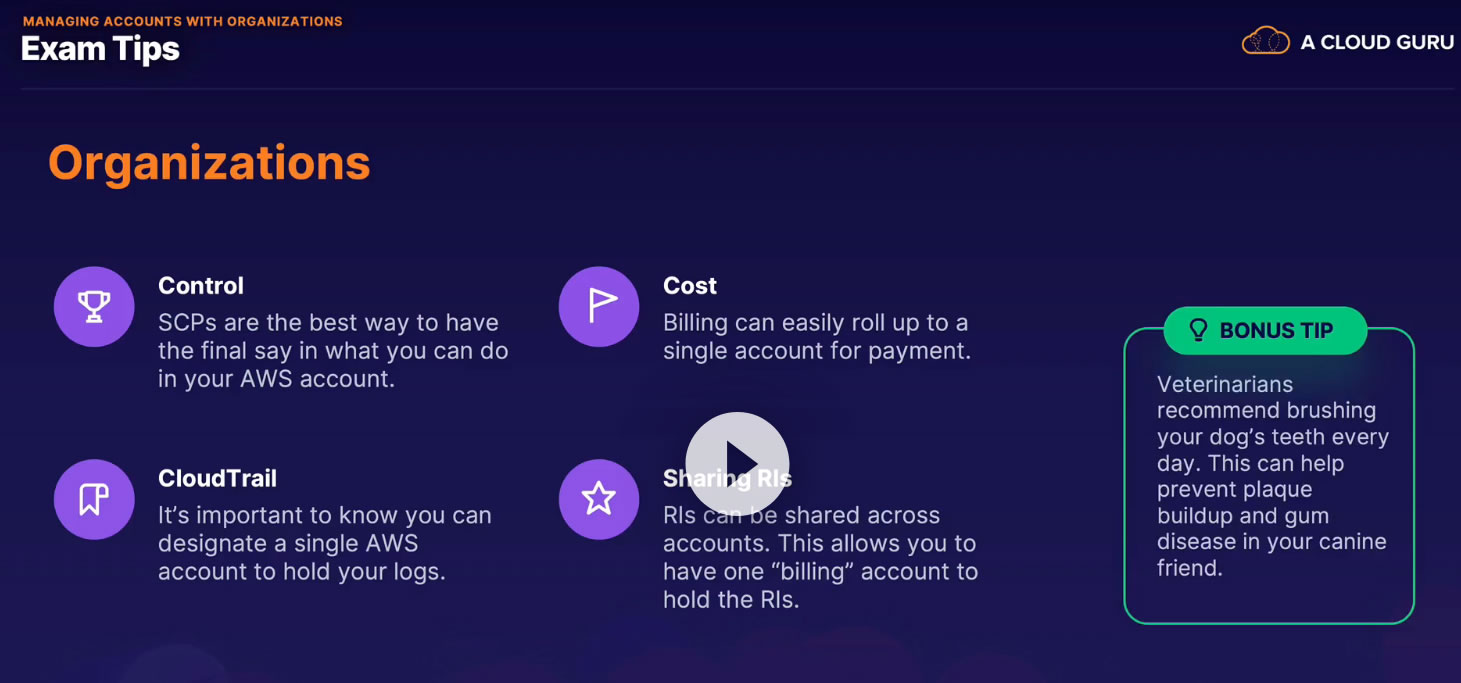 MANAGING ACCOUNTS WITH ORGANIZATIONS
Exam Tips
A CLOUD GURU
Organizations
Control
SCPs are the best way to have
the final say in what you can do
in your AWS account.
Cost
Billing can easily roll up to a
single account for payment.
CloudTrail
It’s important to know you can
designate a single AWS
account to hold your logs.
Sharing RIs
RIs can be shared across
accounts. This allows you to
have one “billing” account to
hold the RIs.
BONUS TIP
Veterinarians
recommend brushing
your dog’s teeth every
day. This can help
prevent plaque
buildup and gum
disease in your canine
friend.